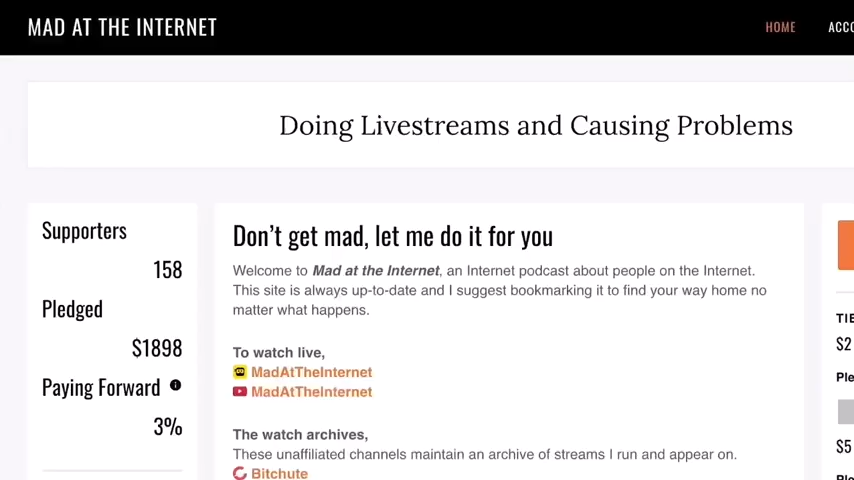 MAD AT THE INTERNET
HOME
Doing Livestreams and Causing Problems
Supporters
158
Pledged
$1898
Paying Forward
3%
Don't get mad, let me do it for you
Welcome to Mad at the Internet, an Internet podcast about people on the Internet.
This site is always up-to-date and I suggest bookmarking it to find your way home no
matter what happens.
To watch live,
MadAtTheInternet
MadAtTheInternet
The watch archives,
These unaffiliated channels maintain an archive of streams I run and appear on.
Bitchute
$2
$5